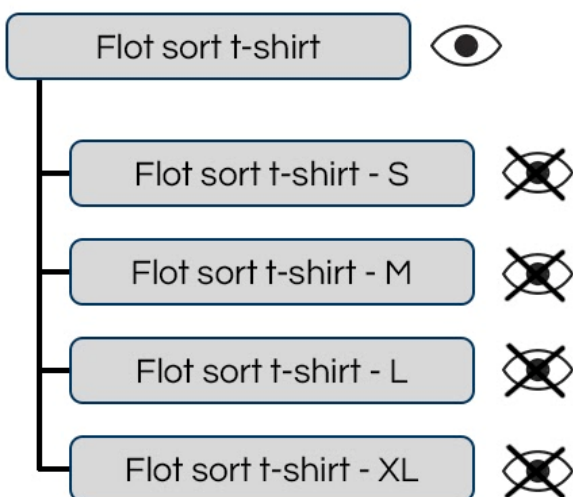 Flot sort t-shirt
Flot sort t-shirt - S
Flot sort t-shirt - M
Flot sort t-shirt - L
Flot sort t-shirt - XL